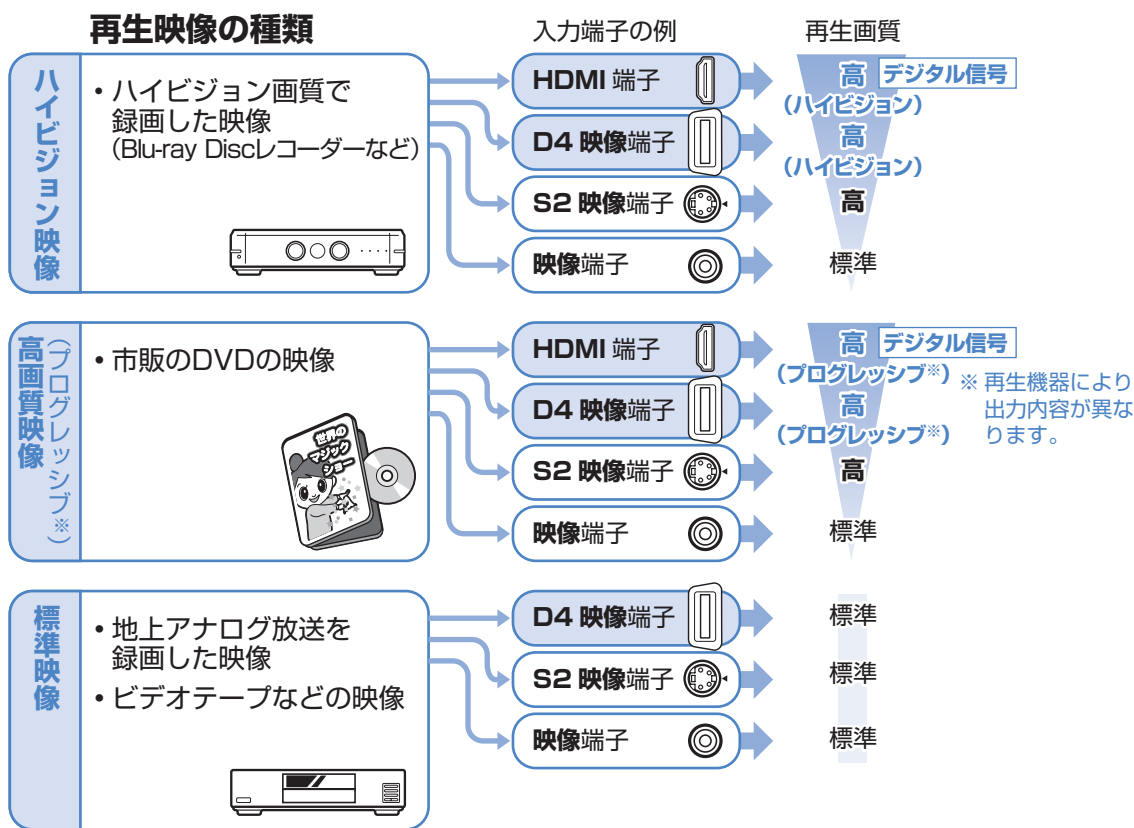 再生映像の種類
入力端子の例
再生画質
ハイビジョン映像
・ハイビジョン画質で
録画した映像
（Blu-ray Discレコーダーなど）
HDMI 端子
D4 映像端子
S2 映像端子
映像端子
高 デジタル信号
（ハイビジョン）
高
（ハイビジョン）
高
標準
高画質映像
（プログレッシブ※）
・市販のDVDの映像
世界の
マジック
ショー
HDMI 端子
D4 映像端子
S2 映像端子
映像端子
高 デジタル信号
（プログレッシブ※）
高
（プログレッシブ※）
高
標準
※ 再生機器により
出力内容が異な
ります。
標準映像
・地上アナログ放送を
録画した映像
・ビデオテープなどの映像
D4 映像端子
S2 映像端子
映像端子
標準
標準
標準